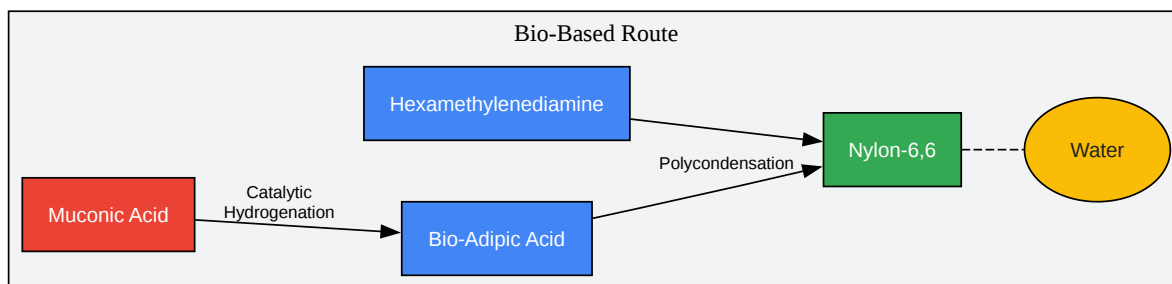 Bio-Based Route
Hexamethylenediamine
Nylon-6,6
Water
Polycondensation
Catalytic
Hydrogenation
Muconic Acid
Bio-Adipic Acid